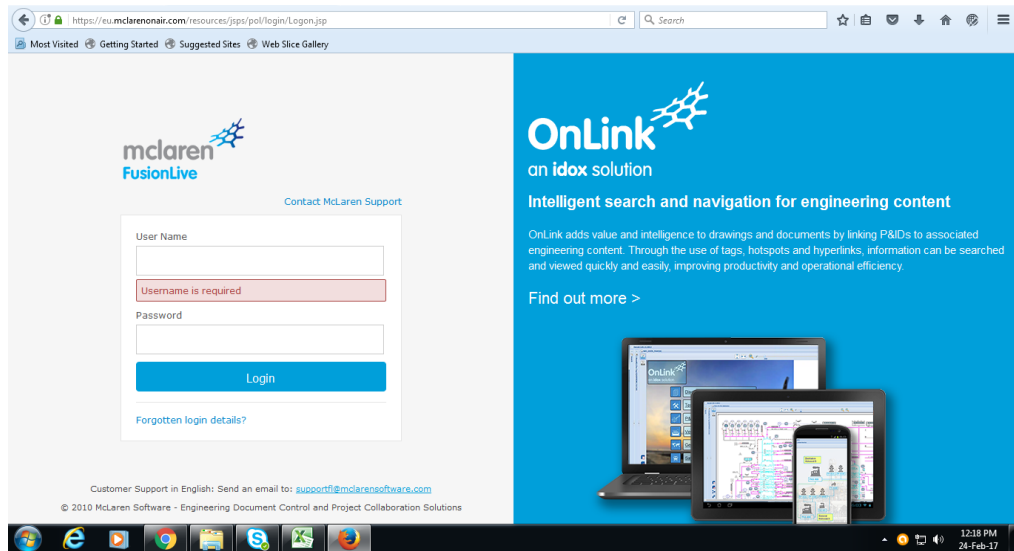 https://eu.mclarenonair.com/resources/jsps/pol/login/Logon.jsp
Search
Most Visited
Getting Started
Suggested Sites
Web Slice Gallery
mclaren
FusionLive
Contact McLaren Support
User Name
Username is required
Password
Login
Forgotten login details?
Customer Support in English: Send an email to: supportfl@mclarensoftware.com
© 2010 McLaren Software - Engineering Document Control and Project Collaboration Solutions
OnLink
an idox solution
Intelligent search and navigation for engineering content
OnLink adds value and intelligence to drawings and documents by linking P&IDs to associated
engineering content. Through the use of tags, hotspots and hyperlinks, information can be searched
and viewed quickly and easily, improving productivity and operational efficiency.
Find out more >
OnLink
12:18 PM
24-Feb-17